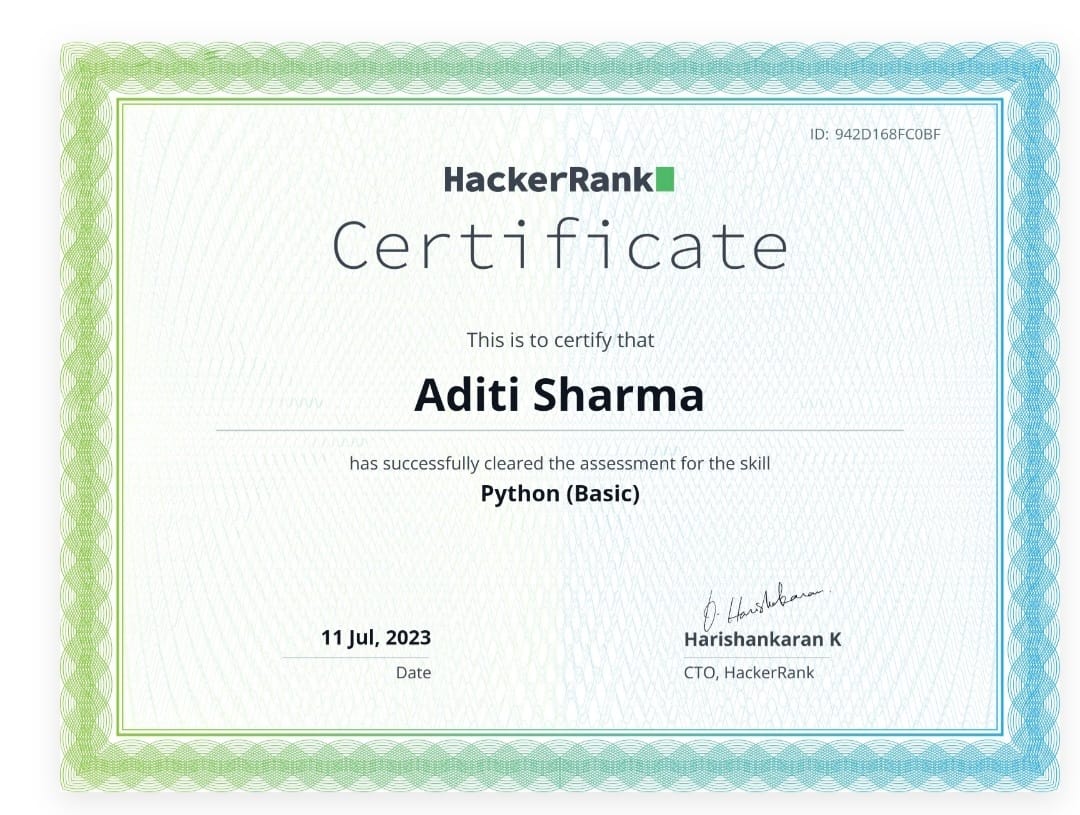 ID: 942D168FC0BF
HackerRank
Certificate
This is to certify that
Aditi Sharma
has successfully cleared the assessment for the skill
Python (Basic)
11 Jul, 2023
Date
Harishankaran K
CTO, HackerRank